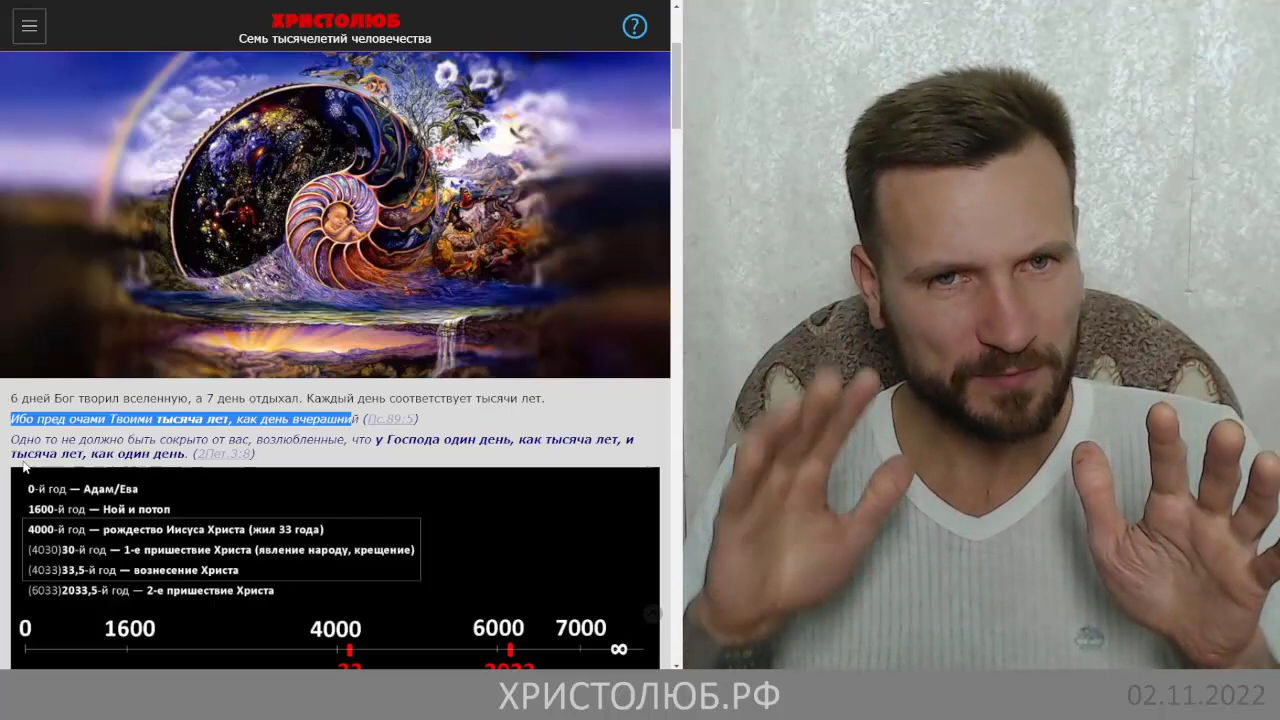 ХРИСТОЛЮБ
Семь тысячелетий человечества
?
6 дней Бог творил вселенную, а 7 день отдыхал. Каждый день соответствует тысячи лет.
Ибо пред очами Твоими тысяча лет, как день вчерашний (Пс.89:5)
Одно то не должно быть сокрыто от вас, возлюбленные, что у Господа один день, как тысяча лет, и
тысяча лет, как один день. (2Пет.3:8)
0-й год — Адам/Ева
1600-й год — Ной и потоп
4000-й год — рождество Иисуса Христа (жил 33 года)
(4030)30-й год — 1-е пришествие Христа (явление народу, крещение)
(4033)33,5-й год — вознесение Христа
(6033)2033,5-й год — 2-е пришествие Христа
0 1600 4000 6000 7000
∞
ХРИСТОЛЮБ.РФ
02.11.2022